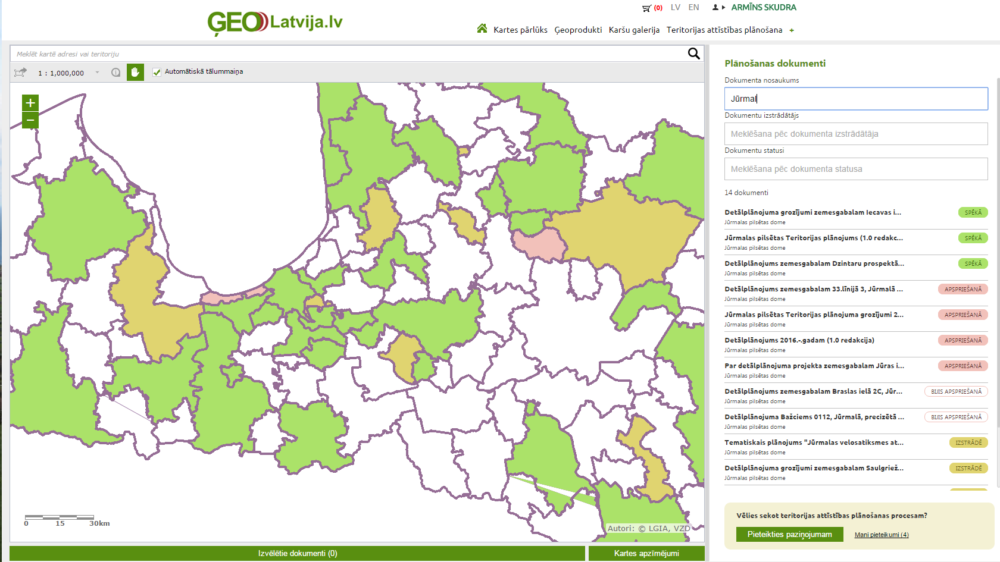 (0) LV EN ARMĪNS SKUDRA
ĢEO Latvija.lv
Kartes pārlūks Ģeoprodukti Karšu galerija Teritorijas attīstības plānošana +
Meklēt kartē adresi vai teritoriju
1 : 1,000,000
Automātiskā tālummaiņa
+
−
0 15 30km
Autori: © LGIA, VZD
Izvēlētie dokumenti (0)
Kartes apzīmējumi
Plānošanas dokumenti
Dokumenta nosaukums
Jūrmal
Dokumentu izstrādātājs
Meklēšana pēc dokumenta izstrādātāja
Dokumentu statusi
Meklēšana pēc dokumenta statusa
14 dokumenti
Detālplānojuma grozījumi zemesgabalam Iecavas i... SPĒKĀ
Jūrmalas pilsētas dome
Jūrmalas pilsētas Teritorijas plānojums (1.0 redakc... SPĒKĀ
Jūrmalas pilsētas dome
Detālplānojums zemesgabalam Dzintaru prospektā... SPĒKĀ
Jūrmalas pilsētas dome
Detālplānojums zemesgabalam 33.līnijā 3, Jūrmalā ... APSPRIEŠANĀ
Jūrmalas pilsētas dome
Jūrmalas pilsētas Teritorijas plānojuma grozījumi 2... APSPRIEŠANĀ
Jūrmalas pilsētas dome
Detālplānojums 2016.-.gadam (1.0 redakcija) APSPRIEŠANĀ
Jūrmalas pilsētas dome
Par detālplānojuma projekta zemesgabalam Jūras i... APSPRIEŠANĀ
Jūrmalas pilsētas dome
Detālplānojums zemesgabalam Braslas ielā 2C, Jūr... BIJIS APSPRIEŠANĀ
Jūrmalas pilsētas dome
Detālplānojuma Bažciems 0112, Jūrmalā, precizētā ... BIJIS APSPRIEŠANĀ
Jūrmalas pilsētas dome
Tematiskais plānojums "Jūrmalas velosatiksmes at... IZSTRĀDĒ
Jūrmalas pilsētas dome
Detālplānojuma grozījumi zemesgabalam Saulgriež... IZSTRĀDĒ
Jūrmalas pilsētas dome
Vēlies sekot teritorijas attīstības plānošanas procesam?
Pieteikties paziņojumam Mani pieteikumi (4)